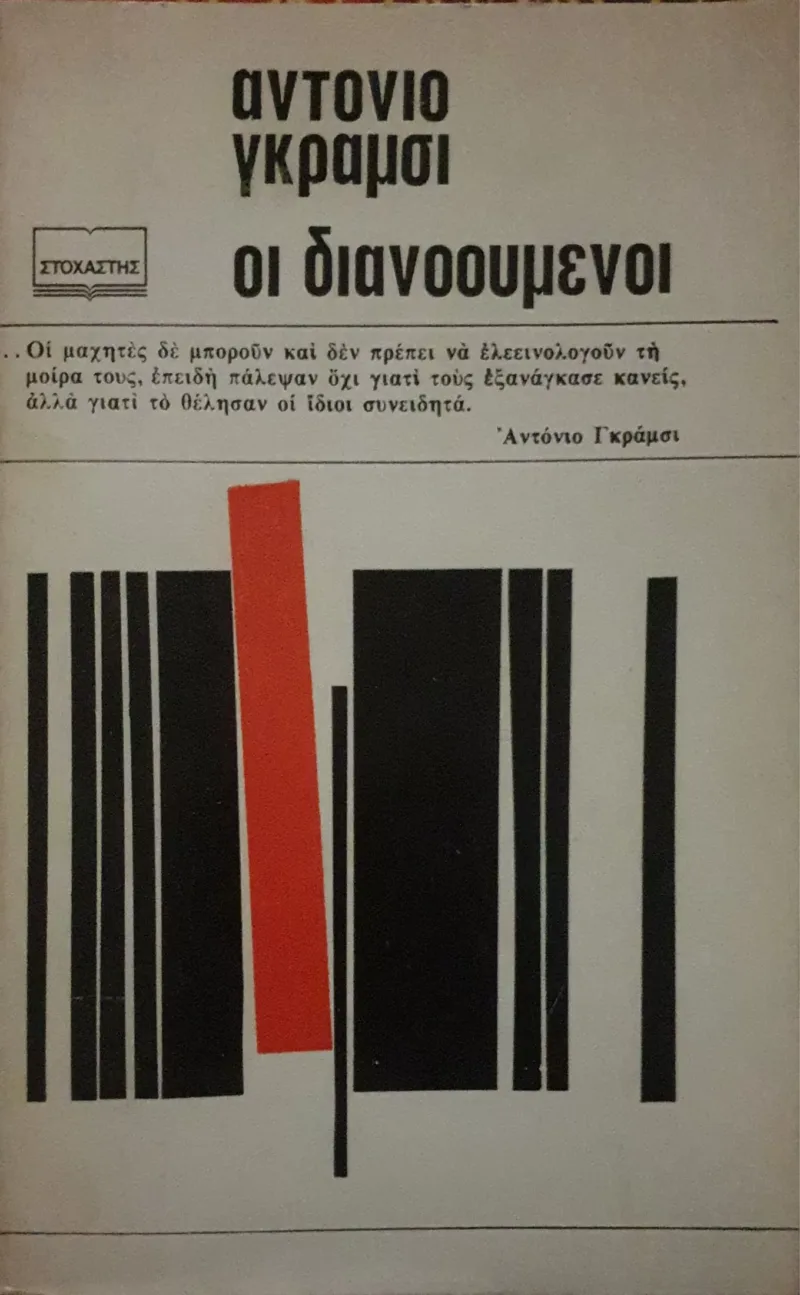 αντονιο
γκραμσι
οι διανοουμενοι
ΣΤΟΧΑΣΤΗΣ
..Οἱ μαχητὲς δὲ μποροῦν καὶ δὲν πρέπει νὰ ἐλεεινολογοῦν τὴ
μοίρα τους, ἐπειδὴ πάλεψαν ὄχι γιατὶ τοὺς ἐξανάγκασε κανείς,
ἀλλὰ γιατὶ τὸ θέλησαν οἱ ἴδιοι συνειδητά.
Ἀντόνιο Γκράμσι